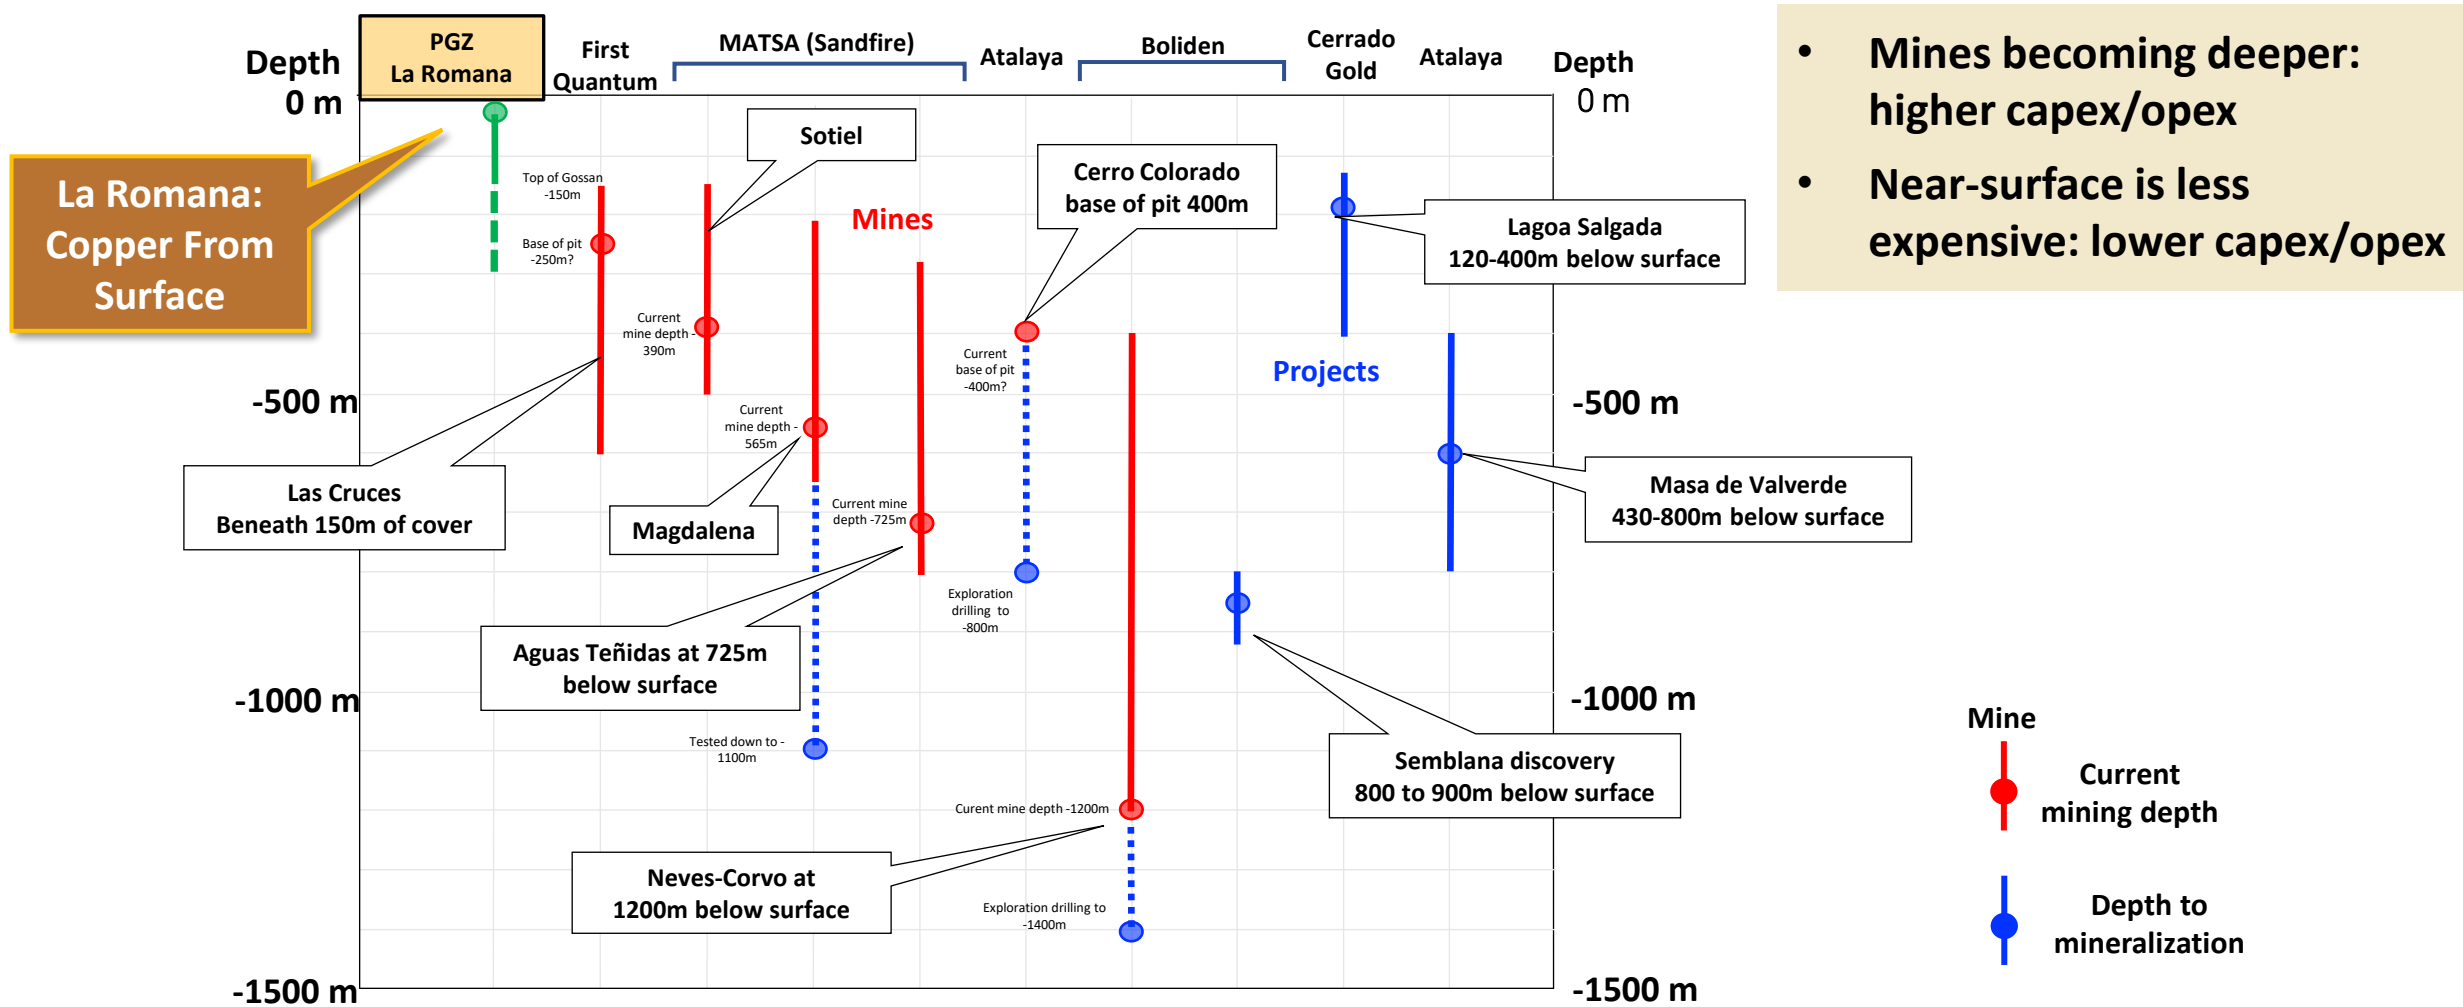 PGZ
La Romana
First
Quantum
MATSA (Sandfire)
Atalaya
Boliden
Cerrado
Gold
Atalaya
Depth
0 m
Depth
0 m
• Mines becoming deeper:
higher capex/opex
• Near-surface is less
expensive: lower capex/opex
La Romana:
Copper From
Surface
Sotiel
Top of Gossan
-150m
Base of pit
-250m?
Mines
Cerro Colorado
base of pit 400m
Lagoa Salgada
120-400m below surface
Current
mine depth -
390m
Current
base of pit
-400m?
Projects
-500 m
-500 m
Current
mine depth -
565m
Las Cruces
Beneath 150m of cover
Magdalena
Current mine
depth -725m
Masa de Valverde
430-800m below surface
Exploration
drilling to
-800m
Aguas Teñidas at 725m
below surface
-1000 m
-1000 m
Tested down to -
1100m
Semblana discovery
800 to 900m below surface
Curent mine depth -1200m
Neves-Corvo at
1200m below surface
Exploration drilling to
-1400m
-1500 m
-1500 m
Mine
Current
mining depth
Depth to
mineralization